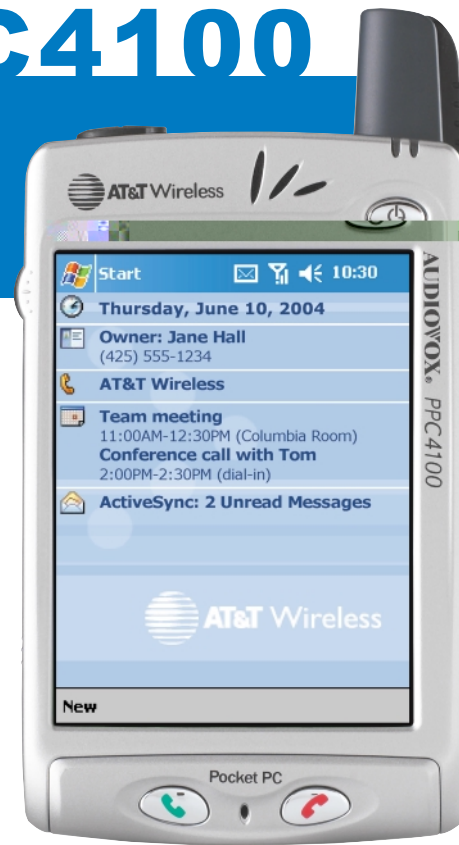 C4100
AT&T Wireless
Start 10:30
Thursday, June 10, 2004
Owner: Jane Hall
(425) 555-1234
AT&T Wireless
Team meeting
11:00AM-12:30PM (Columbia Room)
Conference call with Tom
2:00PM-2:30PM (dial-in)
ActiveSync: 2 Unread Messages
AT&T Wireless
New
AUDIOVOX® PPC4100
Pocket PC